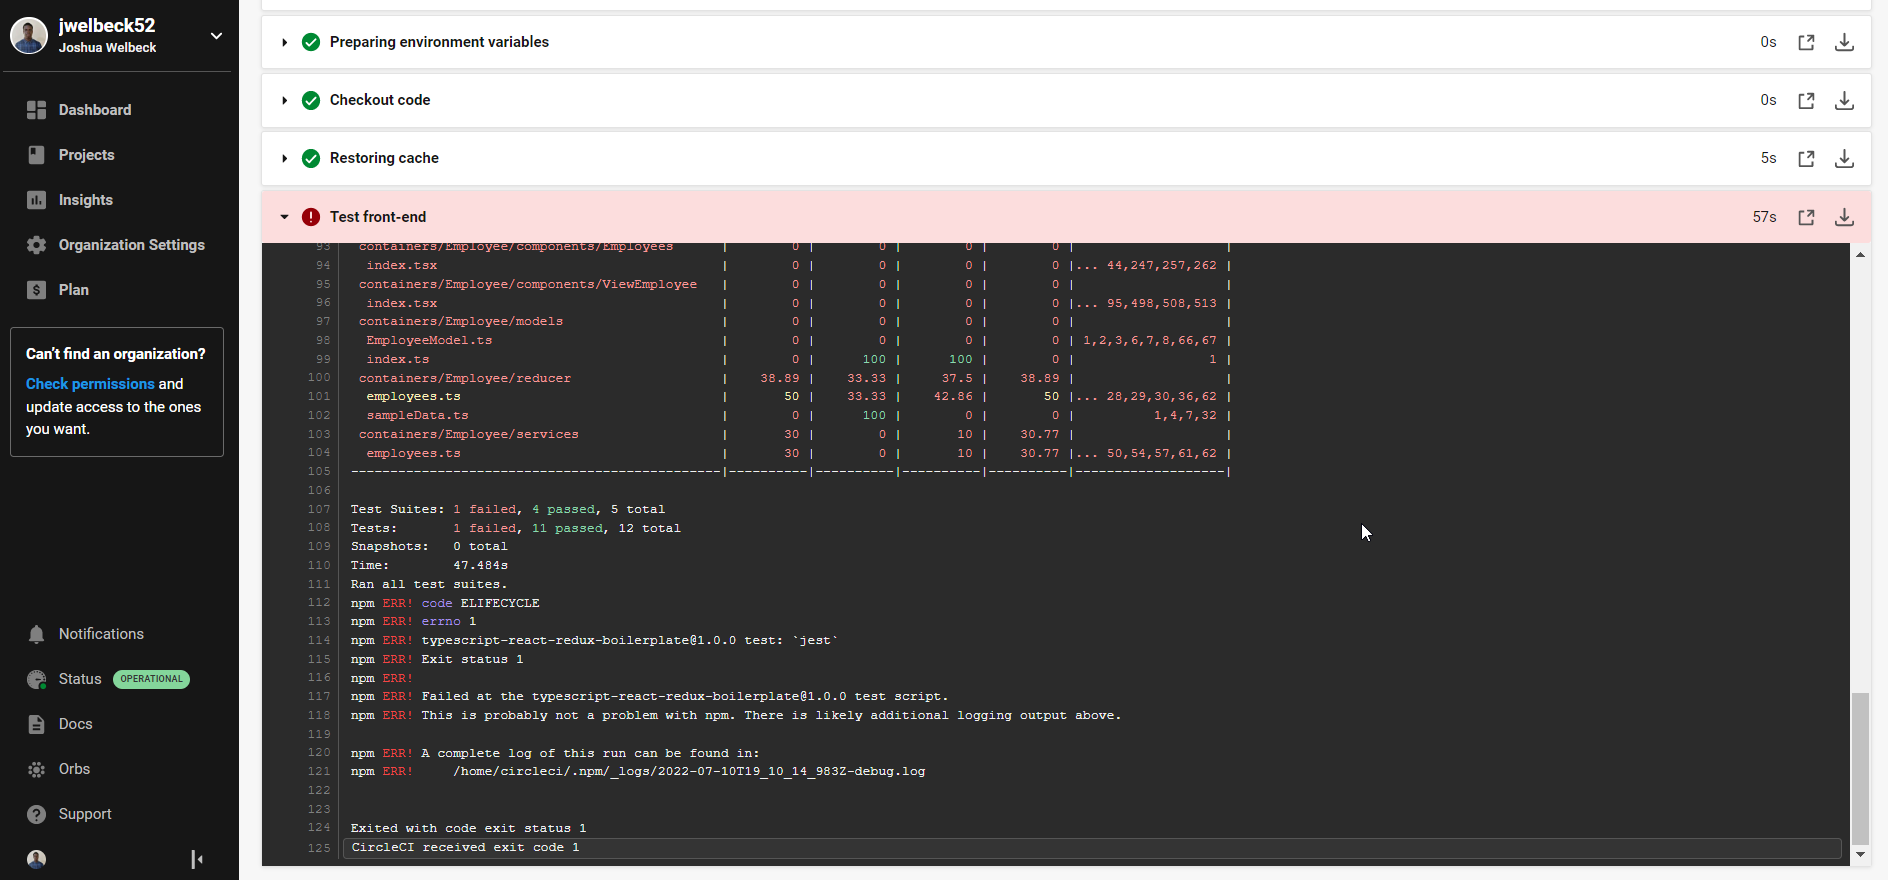 jwelbeck52
Joshua Welbeck
Dashboard
Projects
Insights
Organization Settings
Plan
Can't find an organization?
Check permissions and
update access to the ones
you want.
Notifications
Status OPERATIONAL
Docs
Orbs
Support
Preparing environment variables 0s
Checkout code 0s
Restoring cache 5s
Test front-end 57s
93 containers/Employee/components/Employees | 0 | 0 | 0 | 0 | |
94 index.tsx | 0 | 0 | 0 | 0 |... 44,247,257,262 |
95 containers/Employee/components/ViewEmployee | 0 | 0 | 0 | 0 | |
96 index.tsx | 0 | 0 | 0 | 0 |... 95,498,508,513 |
97 containers/Employee/models | 0 | 0 | 0 | 0 | |
98 EmployeeModel.ts | 0 | 0 | 0 | 0 | 1,2,3,6,7,8,66,67 |
99 index.ts | 0 | 100 | 100 | 0 | 1 |
100 containers/Employee/reducer | 38.89 | 33.33 | 37.5 | 38.89 | |
101 employees.ts | 50 | 33.33 | 42.86 | 50 |... 28,29,30,36,62 |
102 sampleData.ts | 0 | 100 | 0 | 0 | 1,4,7,32 |
103 containers/Employee/services | 30 | 0 | 10 | 30.77 | |
104 employees.ts | 30 | 0 | 10 | 30.77 |... 50,54,57,61,62 |
105 -----------------------------------------------|----------|----------|----------|----------|-------------------|
106
107 Test Suites: 1 failed, 4 passed, 5 total
108 Tests: 1 failed, 11 passed, 12 total
109 Snapshots: 0 total
110 Time: 47.484s
111 Ran all test suites.
112 npm ERR! code ELIFECYCLE
113 npm ERR! errno 1
114 npm ERR! typescript-react-redux-boilerplate@1.0.0 test: `jest`
115 npm ERR! Exit status 1
116 npm ERR!
117 npm ERR! Failed at the typescript-react-redux-boilerplate@1.0.0 test script.
118 npm ERR! This is probably not a problem with npm. There is likely additional logging output above.
119
120 npm ERR! A complete log of this run can be found in:
121 npm ERR! /home/circleci/.npm/_logs/2022-07-10T19_10_14_983Z-debug.log
122
123
124 Exited with code exit status 1
125 CircleCI received exit code 1